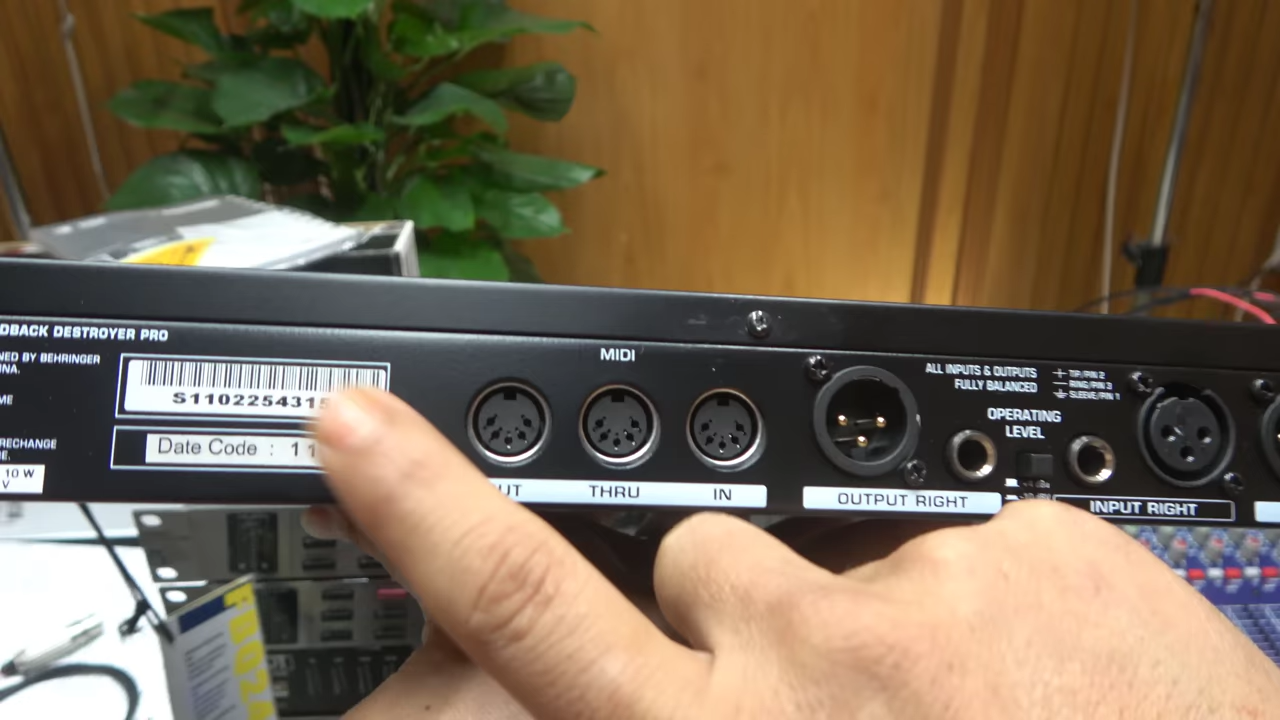 DBACK DESTROYER PRO
NED BY BEHRINGER
INA.
ME
RECHANGE
E.
10 W
V
S110225431
Date Code : 11
MIDI
UT
THRU
IN
ALL INPUTS & OUTPUTS
FULLY BALANCED
TIP/PIN 2
RING/PIN 3
SLEEVE/PIN 1
OPERATING
LEVEL
OUTPUT RIGHT
INPUT RIGHT
FBQ24